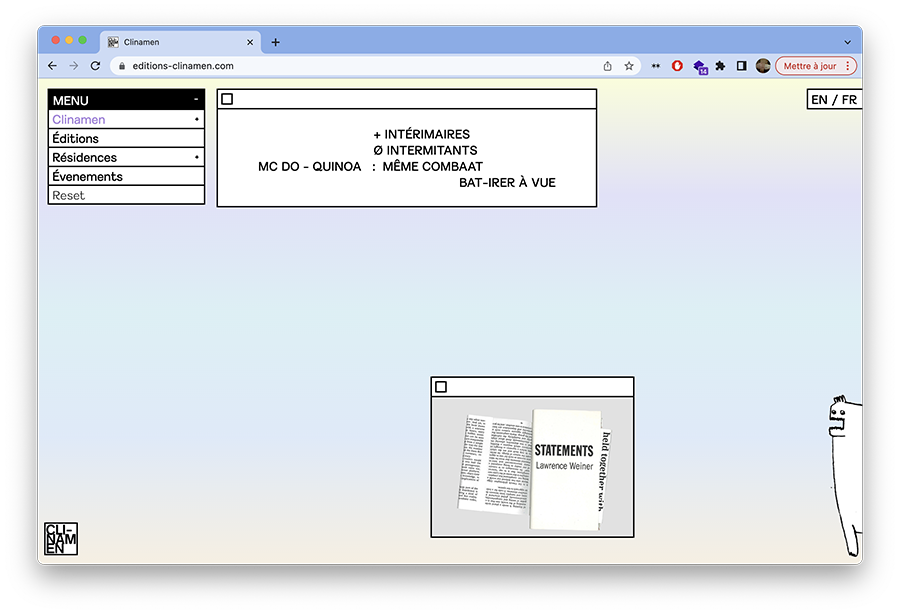 Clinamen
editions-clinamen.com
14
Mettre à jour
MENU -
Clinamen
Éditions
Résidences
Évenements
Reset
+ INTÉRIMAIRES
Ø INTERMITANTS
MC DO - QUINOA : MÊME COMBAAT
BAT-IRER À VUE
EN / FR
STATEMENTS
Lawrence Weiner
held together with
CLI-
NAM
EN